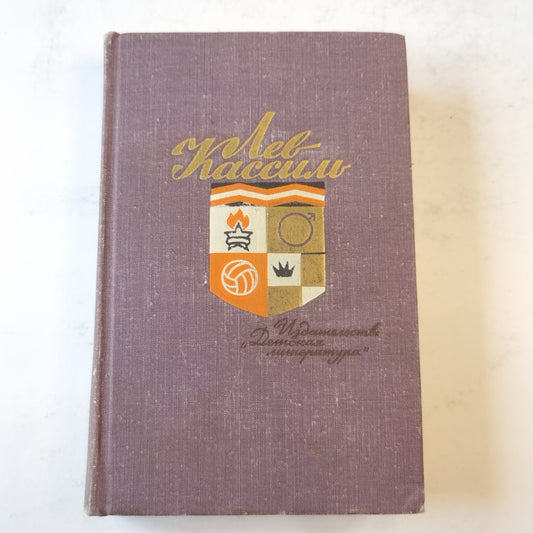 Лев
Кассиль
Издательство
„Детская
литература"